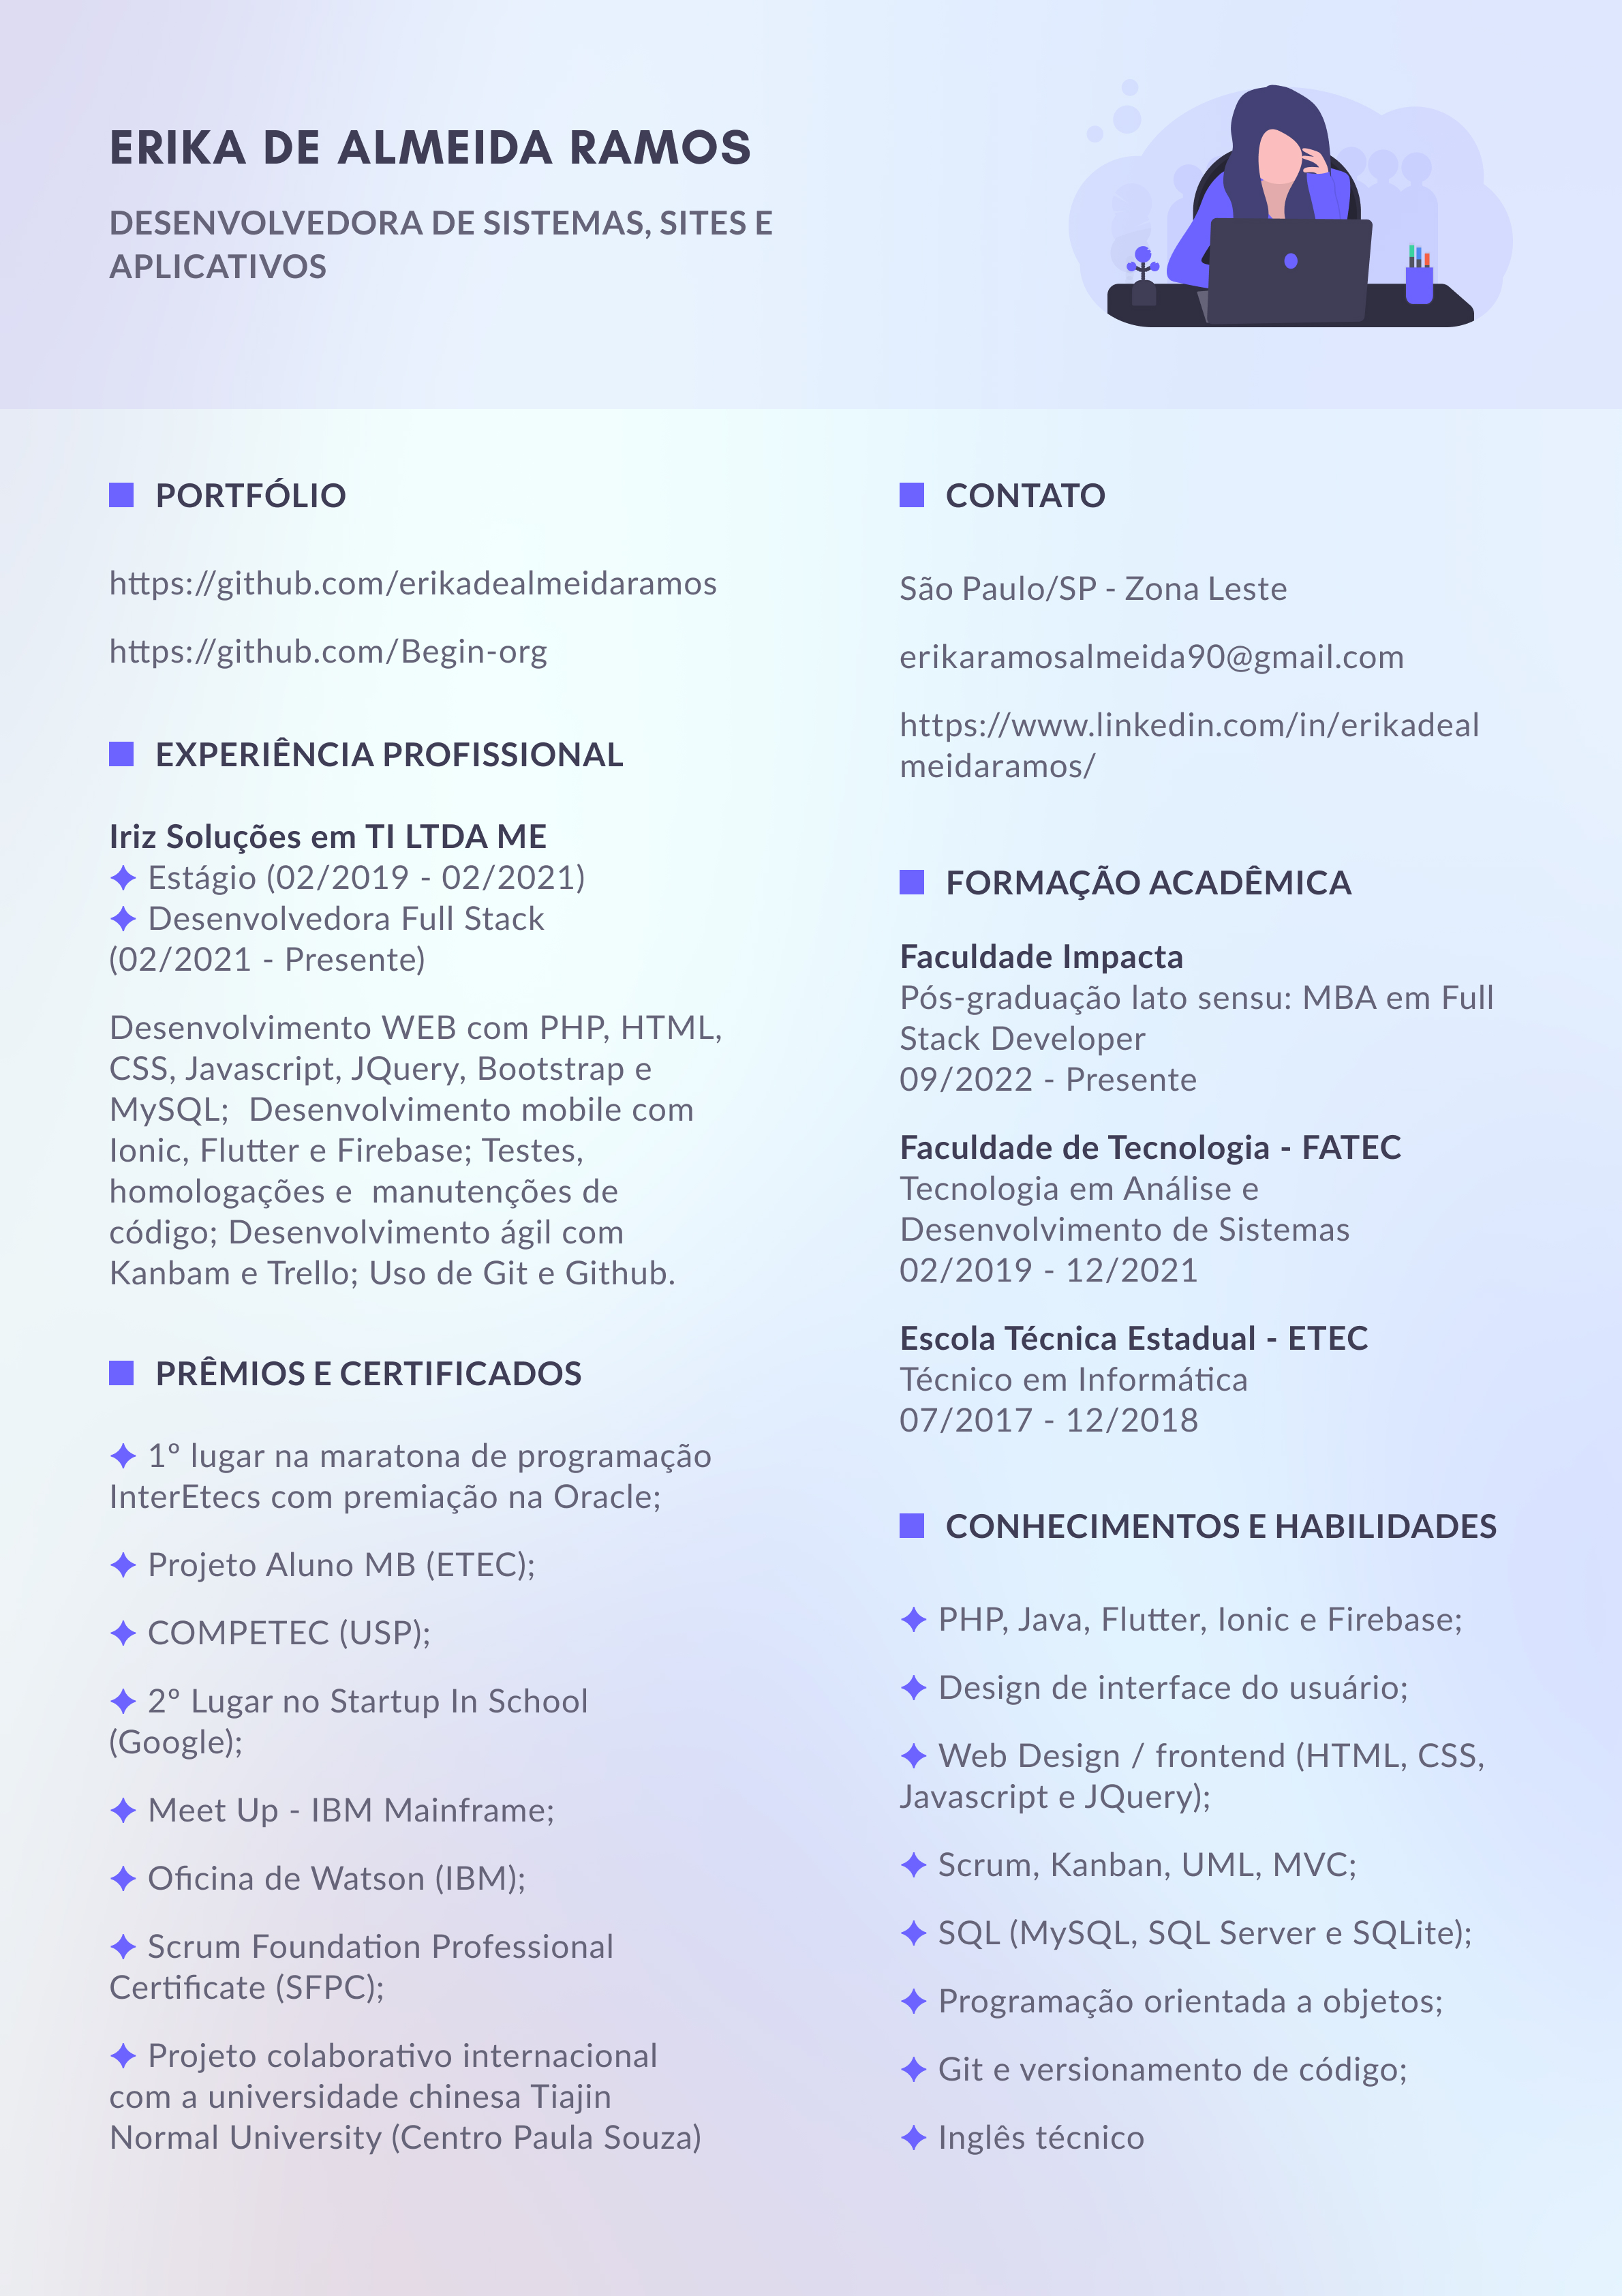 ERIKA DE ALMEIDA RAMOS
DESENVOLVEDORA DE SISTEMAS, SITES E
APLICATIVOS
PORTFÓLIO
https://github.com/erikadealmeidaramos
https://github.com/Begin-org
EXPERIÊNCIA PROFISSIONAL
Iriz Soluções em TI LTDA ME
✦ Estágio (02/2019 - 02/2021)
✦ Desenvolvedora Full Stack
(02/2021 - Presente)
Desenvolvimento WEB com PHP, HTML,
CSS, Javascript, JQuery, Bootstrap e
MySQL;  Desenvolvimento mobile com
Ionic, Flutter e Firebase; Testes,
homologações e  manutenções de
código; Desenvolvimento ágil com
Kanbam e Trello; Uso de Git e Github.
PRÊMIOS E CERTIFICADOS
✦ 1º lugar na maratona de programação
InterEtecs com premiação na Oracle;
✦ Projeto Aluno MB (ETEC);
✦ COMPETEC (USP);
✦ 2º Lugar no Startup In School
(Google);
✦ Meet Up - IBM Mainframe;
✦ Oficina de Watson (IBM);
✦ Scrum Foundation Professional
Certificate (SFPC);
✦ Projeto colaborativo internacional
com a universidade chinesa Tiajin
Normal University (Centro Paula Souza)
CONTATO
São Paulo/SP - Zona Leste
erikaramosalmeida90@gmail.com
https://www.linkedin.com/in/erikadeal
meidaramos/
FORMAÇÃO ACADÊMICA
Faculdade Impacta
Pós-graduação lato sensu: MBA em Full
Stack Developer
09/2022 - Presente
Faculdade de Tecnologia - FATEC
Tecnologia em Análise e
Desenvolvimento de Sistemas
02/2019 - 12/2021
Escola Técnica Estadual - ETEC
Técnico em Informática
07/2017 - 12/2018
CONHECIMENTOS E HABILIDADES
✦ PHP, Java, Flutter, Ionic e Firebase;
✦ Design de interface do usuário;
✦ Web Design / frontend (HTML, CSS,
Javascript e JQuery);
✦ Scrum, Kanban, UML, MVC;
✦ SQL (MySQL, SQL Server e SQLite);
✦ Programação orientada a objetos;
✦ Git e versionamento de código;
✦ Inglês técnico